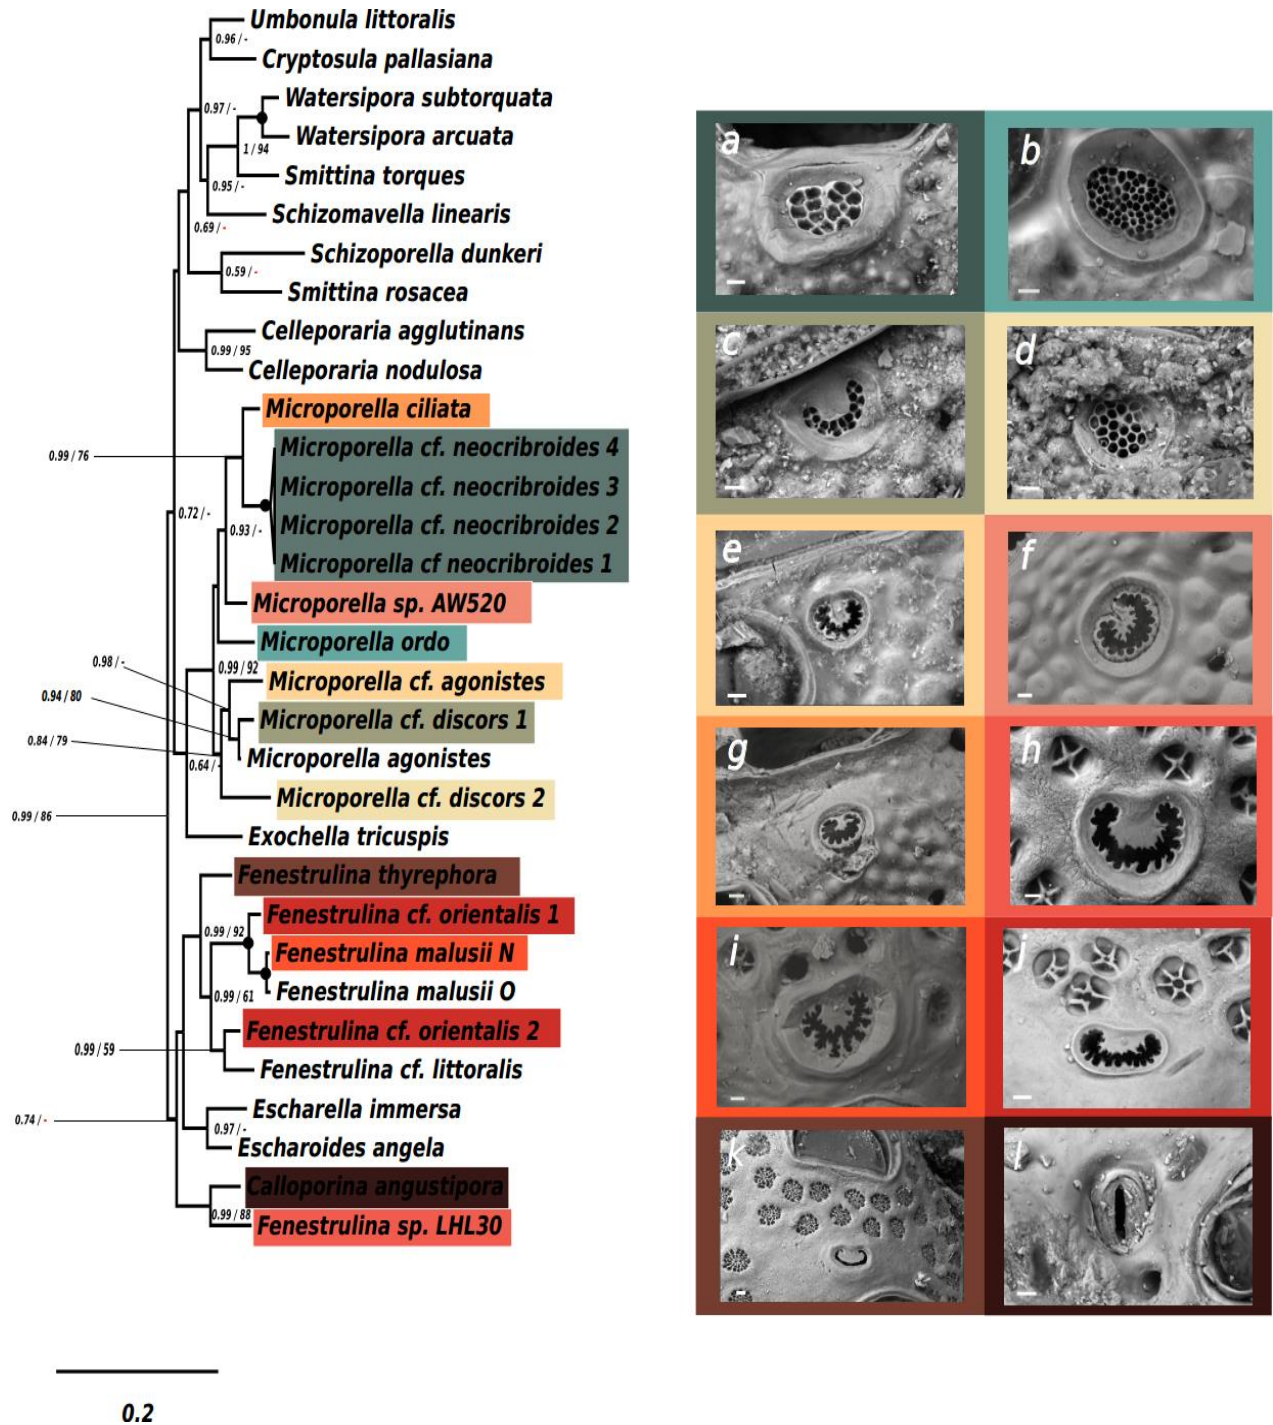 Umbonula littoralis
0.96 / -
Cryptosula pallasiana
Watersipora subtorquata
0.97 / -
Watersipora arcuata
1 / 94
Smittina torques
0.95 / -
Schizomavella linearis
0.69 / -
Schizoporella dunkeri
0.59 / -
Smittina rosacea
Celleporaria agglutinans
0.99 / 95
Celleporaria nodulosa
Microporella ciliata
Microporella cf. neocribroides 4
0.99 / 76
Microporella cf. neocribroides 3
0.72 / -
Microporella cf. neocribroides 2
0.93 / -
Microporella cf neocribroides 1
Microporella sp. AW520
Microporella ordo
0.98 / -
0.99 / 92
Microporella cf. agonistes
0.94 / 80
Microporella cf. discors 1
0.84 / 79
Microporella agonistes
0.64 / -
Microporella cf. discors 2
0.99 / 86
Exochella tricuspis
Fenestrulina thyrephora
Fenestrulina cf. orientalis 1
0.99 / 92
Fenestrulina malusii N
Fenestrulina malusii O
0.99 / 61
Fenestrulina cf. orientalis 2
0.99 / 59
Fenestrulina cf. littoralis
Escharella immersa
0.74 / -
0.97 / -
Escharoides angela
Calloporina angustipora
0.99 / 88
Fenestrulina sp. LHL30
0.2
a
b
c
d
e
f
g
h
i
j
k
l